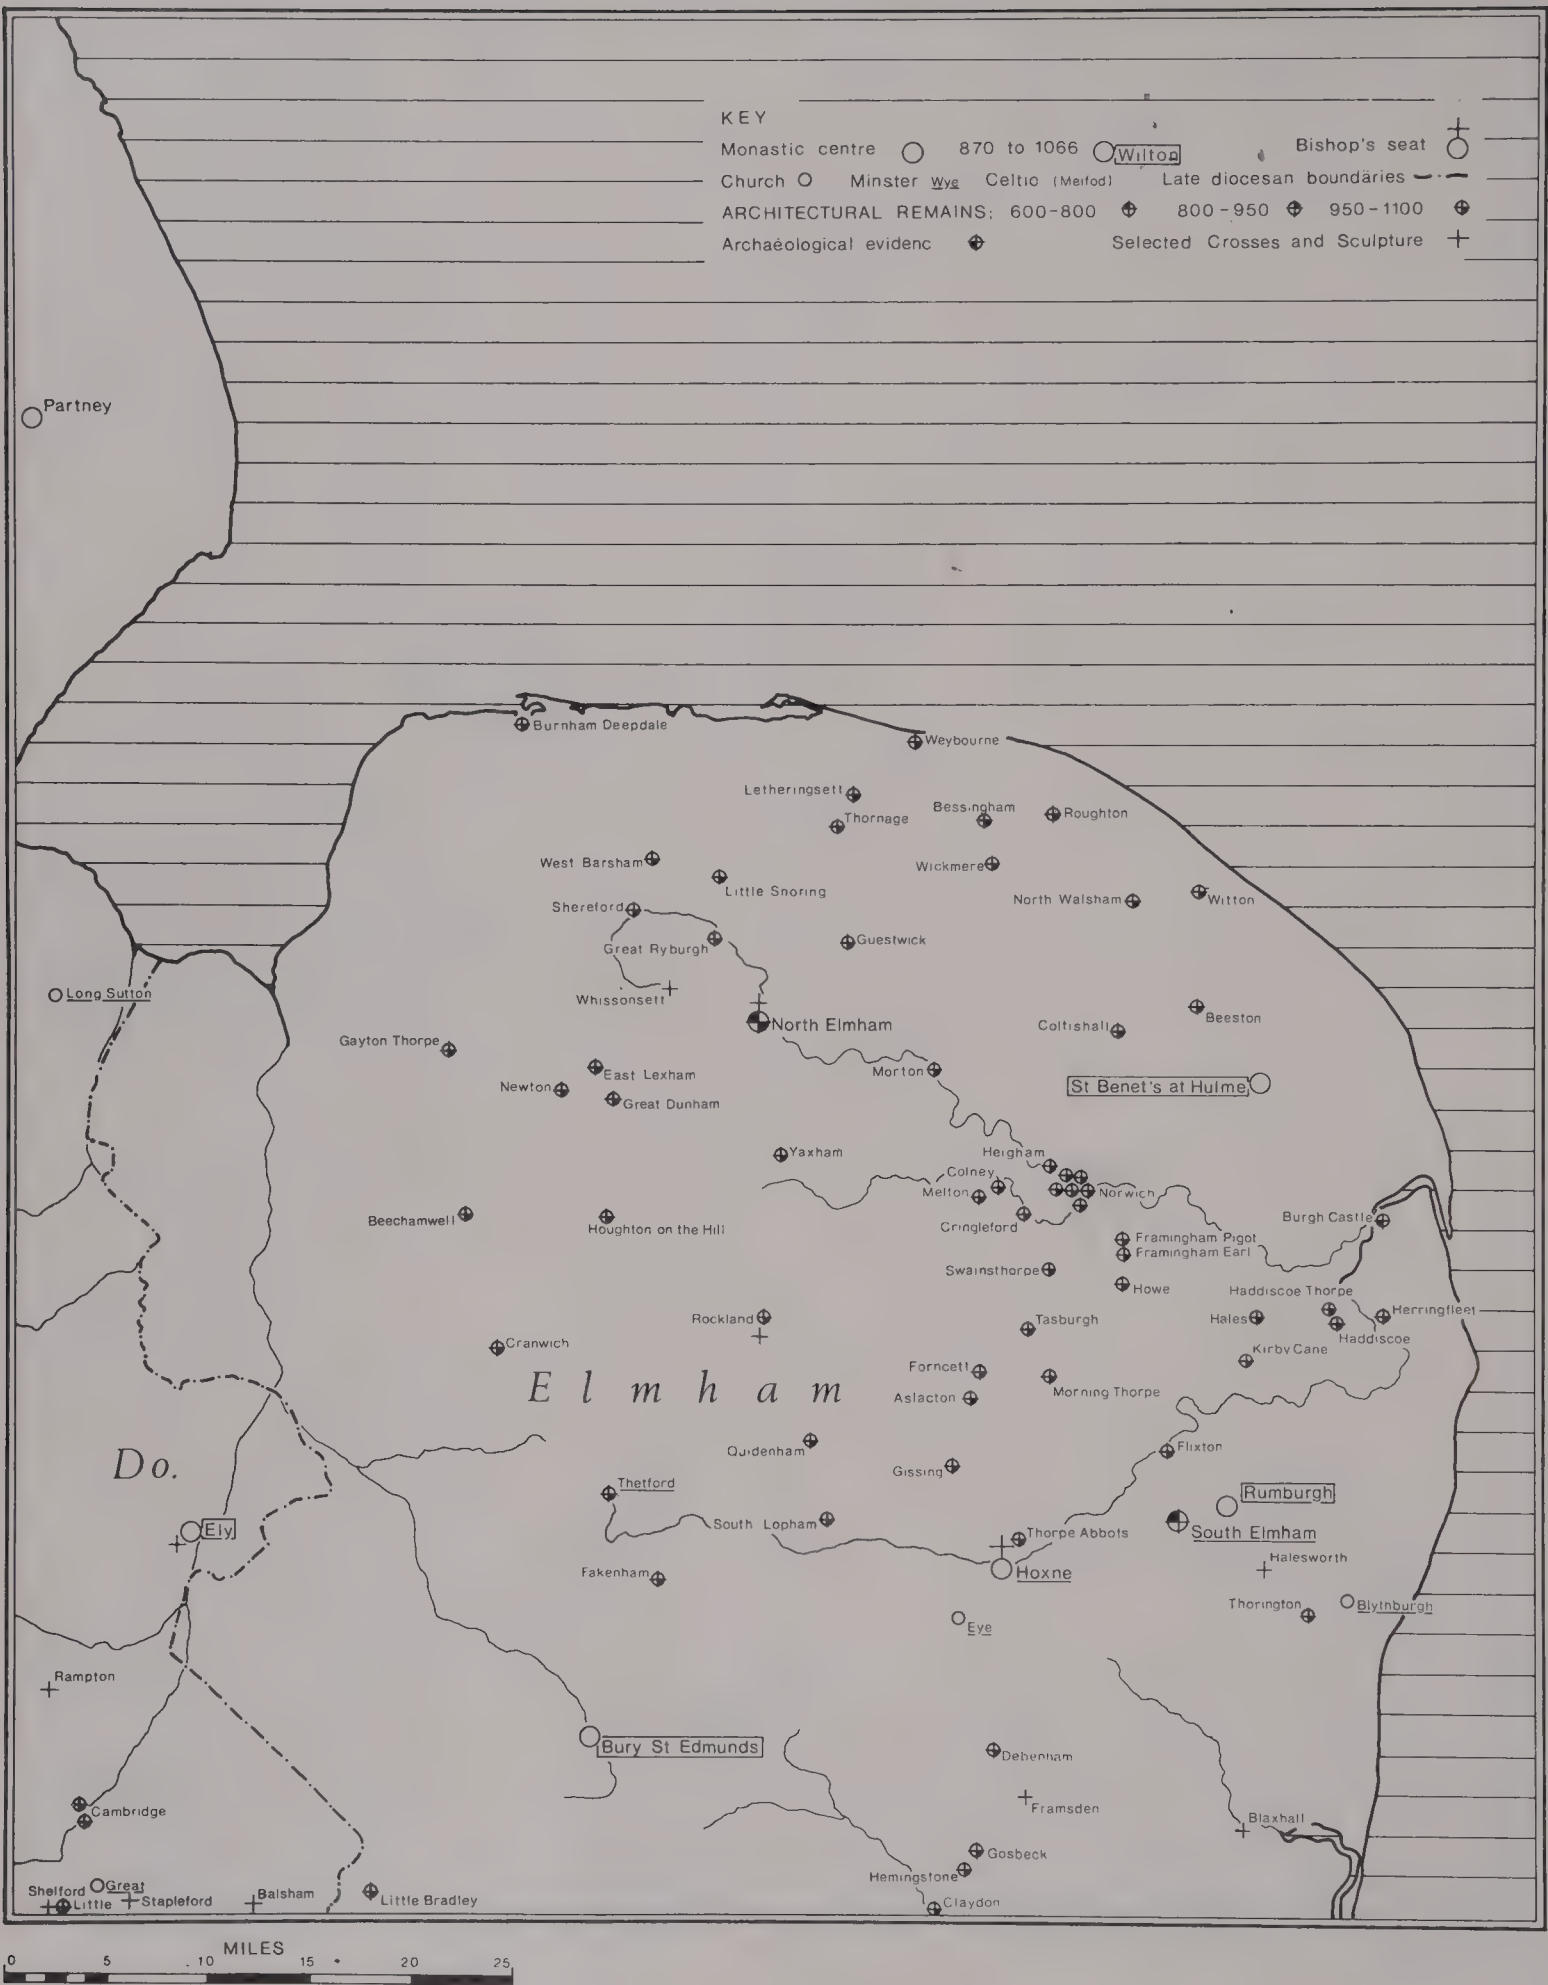 KEY
Monastic centre 870 to 1066 Wilton Bishop's seat
Church Minster Wye Celtic (Meifod) Late diocesan boundaries
ARCHITECTURAL REMAINS: 600-800 800-950 950-1100
Archaeological evidenc Selected Crosses and Sculpture
Partney
Burnham Deepdale
Weybourne
Letheringsett
Thornage
Bessingham
Roughton
West Barsham
Little Snoring
Wickmere
North Walsham
Witton
Shereford
Great Ryburgh
Guestwick
Whissonsett
Long Sutton
North Elmham
Coltishall
Beeston
Gayton Thorpe
East Lexham
Newton
Great Dunham
Morton
St Benet's at Hulme
Yaxham
Heigham
Colney
Melton
Norwich
Cringleford
Beechamwell
Houghton on the Hill
Burgh Castle
Framingham Pigot
Framingham Earl
Swainsthorpe
Howe
Haddiscoe Thorpe
Hales
Herringfleet
Haddiscoe
Rockland
Tasburgh
Cranwich
Kirby Cane
Forncett
Elmham
Aslacton
Morning Thorpe
Quidenham
Flixton
Do.
Gissing
Thetford
Rumburgh
South Lopham
Ely
Thorpe Abbots
South Elmham
Halesworth
Fakenham
Hoxne
Thorington
Blythburgh
Eye
Rampton
Bury St Edmunds
Debenham
Framsden
Cambridge
Blaxhall
Gosbeck
Hemingstone
Shelford Great
Little
Stapleford
Balsham
Little Bradley
Claydon
MILES
0 5 10 15 20 25